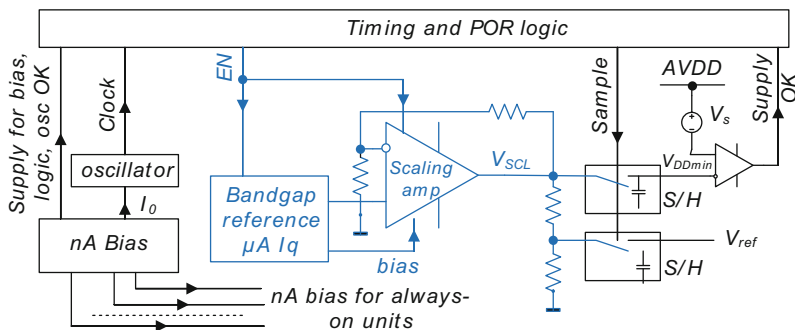 Timing and POR logic
Supply for bias,
logic, osc OK
Clock
EN
Sample
AVDD
Supply
OK
V_s
oscillator
Scaling
amp
V_SCL
V_DDmin
S/H
I_0
Bandgap
reference
µA Iq
nA Bias
V_ref
bias
S/H
nA bias for always-
on units